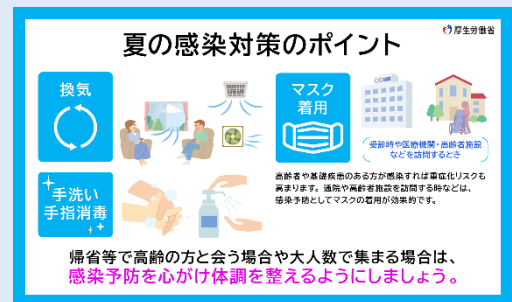 厚生労働省
夏の感染対策のポイント
換気
マスク
着用
受診時や医療機関・高齢者施設
などを訪問するとき
高齢者や基礎疾患のある方が感染すれば重症化リスクも
高まります。通院や高齢者施設を訪問する時などは、
感染予防としてマスクの着用が効果的です。
手洗い
手指消毒
帰省等で高齢の方と会う場合や大人数で集まる場合は、
感染予防を心がけ体調を整えるようにしましょう。